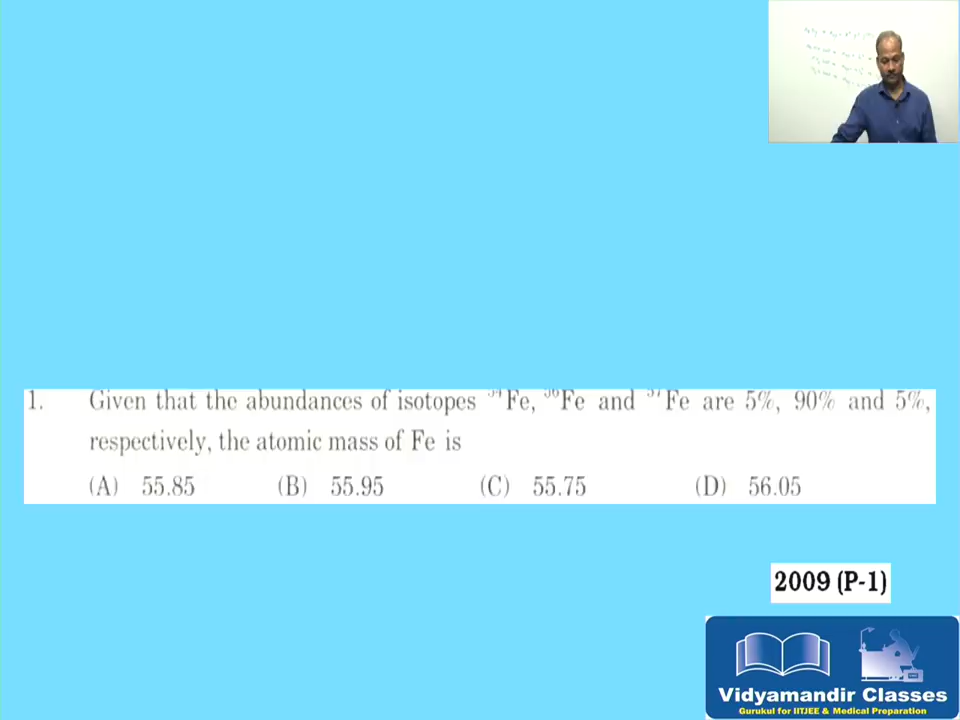 1. Given that the abundances of isotopes ⁵⁴Fe, ⁵⁶Fe and ⁵⁷Fe are 5%, 90% and 5%,
respectively, the atomic mass of Fe is
(A) 55.85 (B) 55.95 (C) 55.75 (D) 56.05
2009 (P-1)
Vidyamandir Classes
Gurukul for IITJEE & Medical Preparation